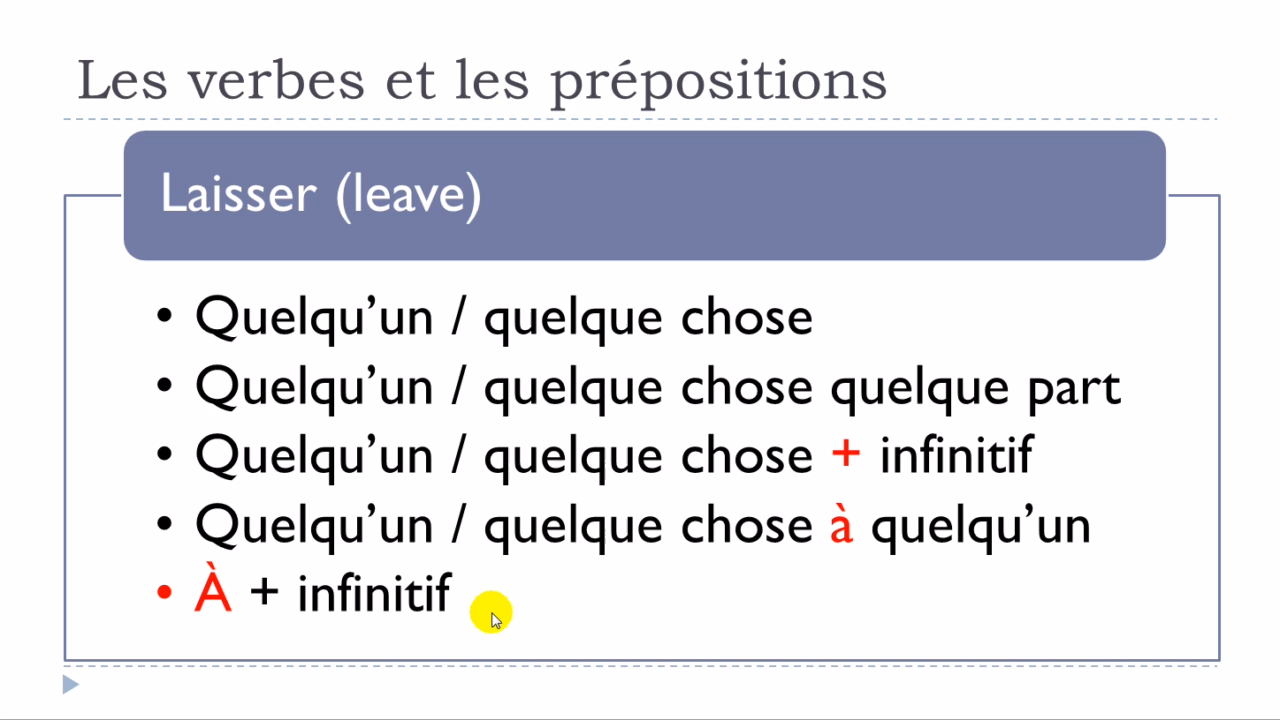 Les verbes et les prépositions
Laisser (leave)
• Quelqu’un / quelque chose
• Quelqu’un / quelque chose quelque part
• Quelqu’un / quelque chose + infinitif
• Quelqu’un / quelque chose à quelqu’un
• À + infinitif